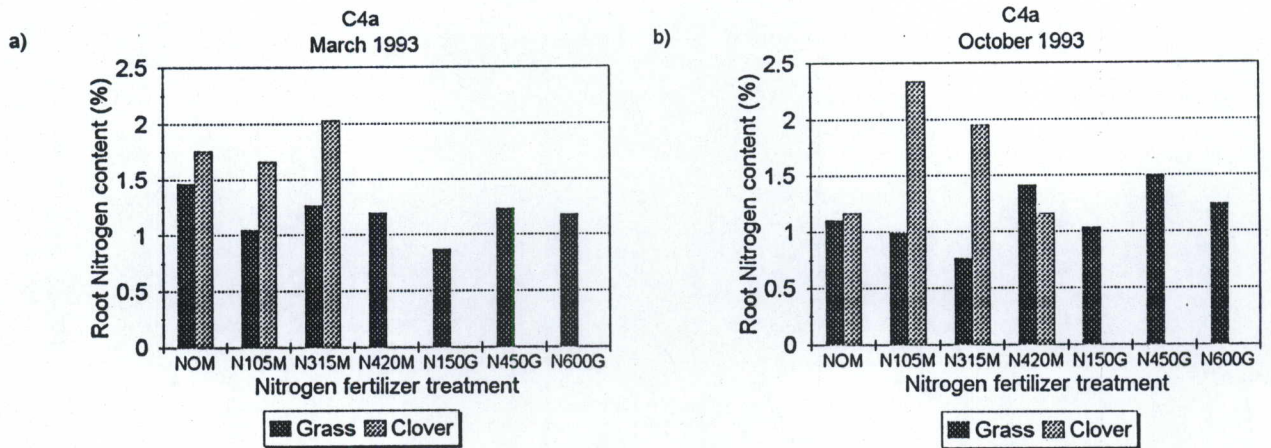 a)
C4a
March 1993
Root Nitrogen content (%)
2.5
2
1.5
1
0.5
0
NOM N105M N315M N420M N150G N450G N600G
Nitrogen fertilizer treatment
Grass Clover
b)
C4a
October 1993
Root Nitrogen content (%)
2.5
2
1.5
1
0.5
0
NOM N105M N315M N420M N150G N450G N600G
Nitrogen fertilizer treatment
Grass Clover